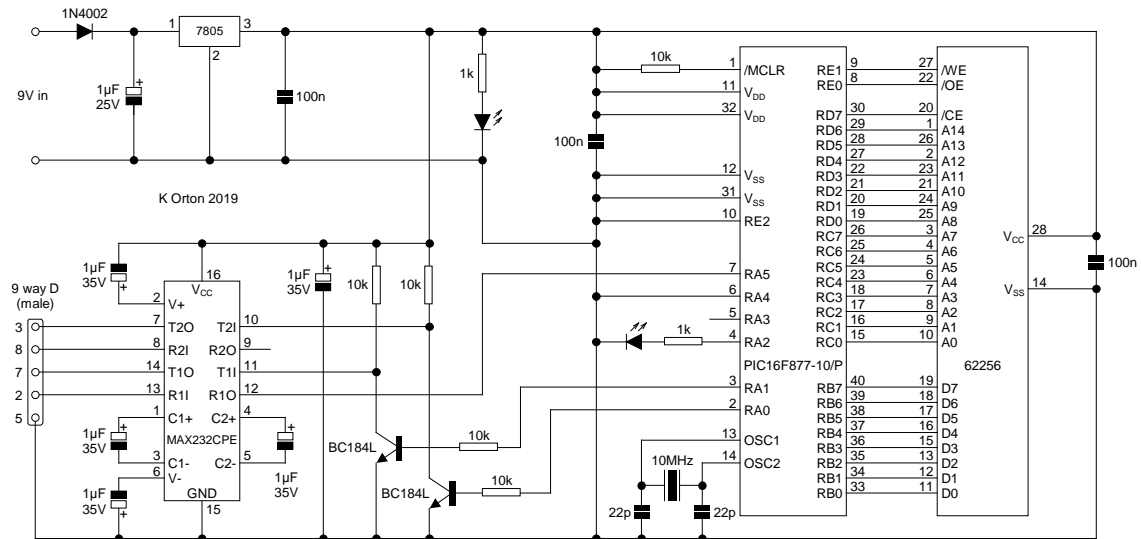 1N4002
1 7805 3
2
9V in
1µF
25V
+
100n
1k
K Orton 2019
10k
100n
1 /MCLR
11 VDD
32 VDD
12 VSS
31 VSS
10 RE2
7 RA5
6 RA4
5 RA3
4 RA2
1k
PIC16F877-10/P
3 RA1
2 RA0
13 OSC1
14 OSC2
10MHz
22p
22p
RE1 9 27 /WE
RE0 8 22 /OE
RD7 30 20 /CE
RD6 29 1 A14
RD5 28 26 A13
RD4 27 2 A12
RD3 22 23 A11
RD2 21 21 A10
RD1 20 24 A9
RD0 19 25 A8
RC7 26 3 A7
RC6 25 4 A6
RC5 24 5 A5
RC4 23 6 A4
RC3 18 7 A3
RC2 17 8 A2
RC1 16 9 A1
RC0 15 10 A0
62256
RB7 40 19 D7
RB6 39 18 D6
RB5 38 17 D5
RB4 37 16 D4
RB3 36 15 D3
RB2 35 13 D2
RB1 34 12 D1
RB0 33 11 D0
VCC 28
VSS 14
100n
9 way D
(male)
3
8
7
2
5
1µF
35V
+
16
VCC
2 V+
7 T2O T2I 10
8 R2I R2O 9
14 T1O T1I 11
13 R1I R1O 12
1 C1+ C2+ 4
MAX232CPE
3 C1- C2- 5
6 V-
GND
15
1µF
35V
1µF
35V
+
1µF
35V
1µF
35V
+
10k
10k
BC184L
10k
BC184L
10k